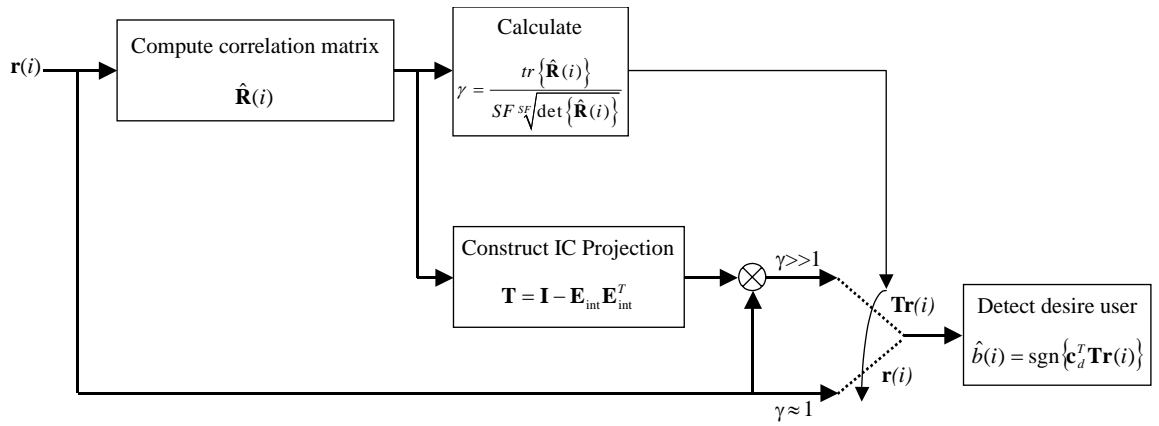 r(i)
Compute correlation matrix
R̂(i)
Calculate
γ = tr{R̂(i)} / SF SF√det{R̂(i)}
Construct IC Projection
T = I − E_int E_int^T
γ>>1
γ≈1
Tr(i)
r(i)
Detect desire user
b̂(i) = sgn{c_d^T Tr(i)}